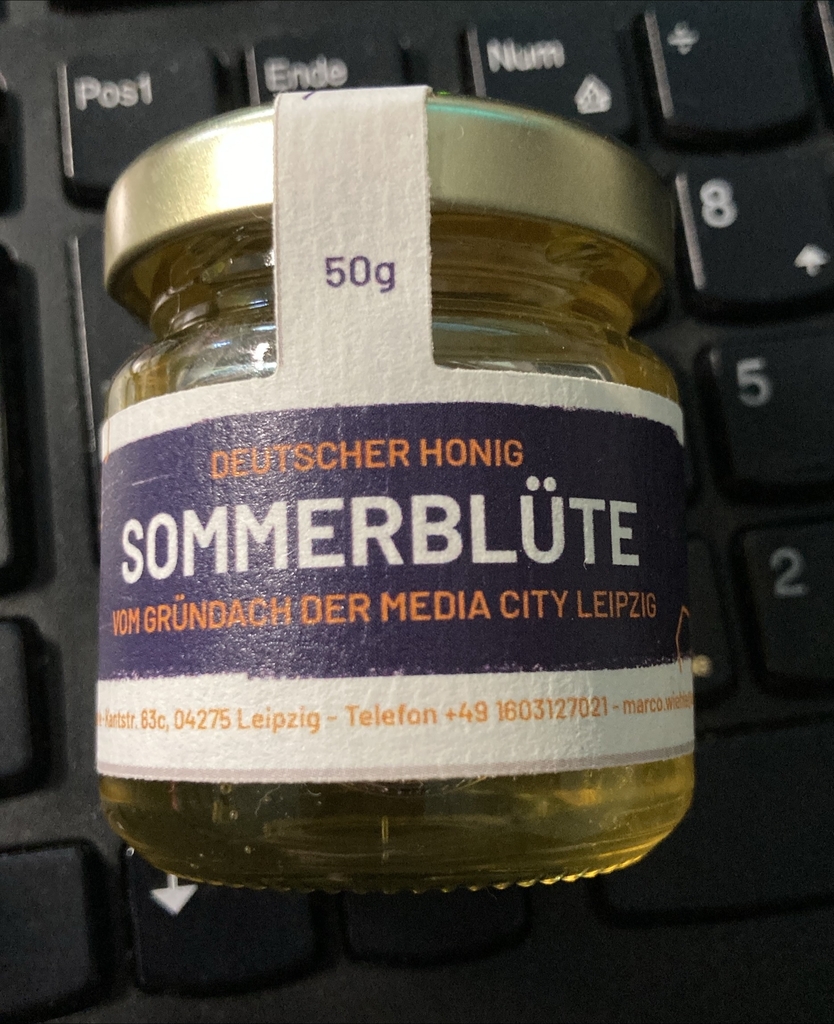 Pos1
Ende
Num
÷
8
5
2
50g
DEUTSCHER HONIG
SOMMERBLÜTE
VOM GRÜNDACH DER MEDIA CITY LEIPZIG
-Kantstr. 63c, 04275 Leipzig - Telefon +49 1603127021 -